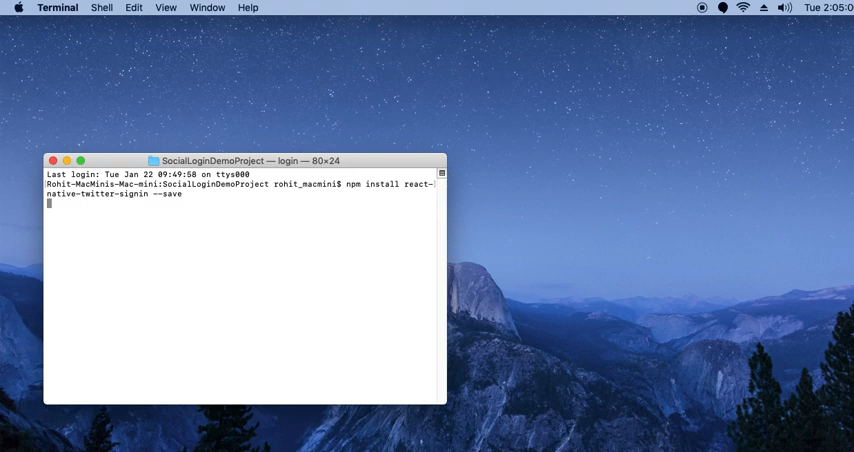 Terminal Shell Edit View Window Help Tue 2:05:0
SocialLoginDemoProject — login — 80×24
Last login: Tue Jan 22 09:49:58 on ttys000
[Rohit-MacMinis-Mac-mini:SocialLoginDemoProject rohit_macmini$ npm install react-]
native-twitter-signin --save